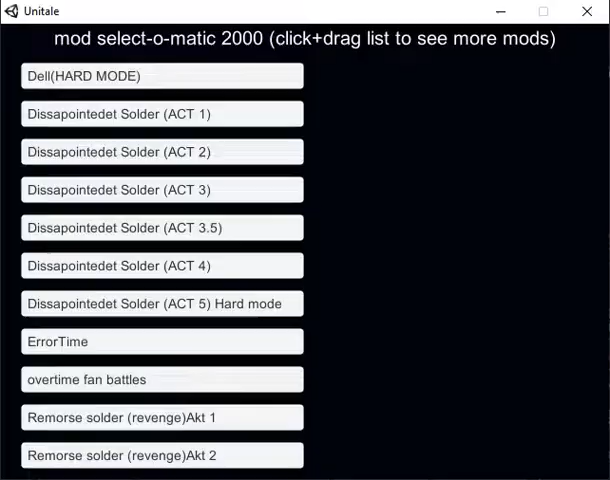 Unitale
mod select-o-matic 2000 (click+drag list to see more mods)
Dell(HARD MODE)
Dissapointedet Solder (ACT 1)
Dissapointedet Solder (ACT 2)
Dissapointedet Solder (ACT 3)
Dissapointedet Solder (ACT 3.5)
Dissapointedet Solder (ACT 4)
Dissapointedet Solder (ACT 5) Hard mode
ErrorTime
overtime fan battles
Remorse solder (revenge)Akt 1
Remorse solder (revenge)Akt 2